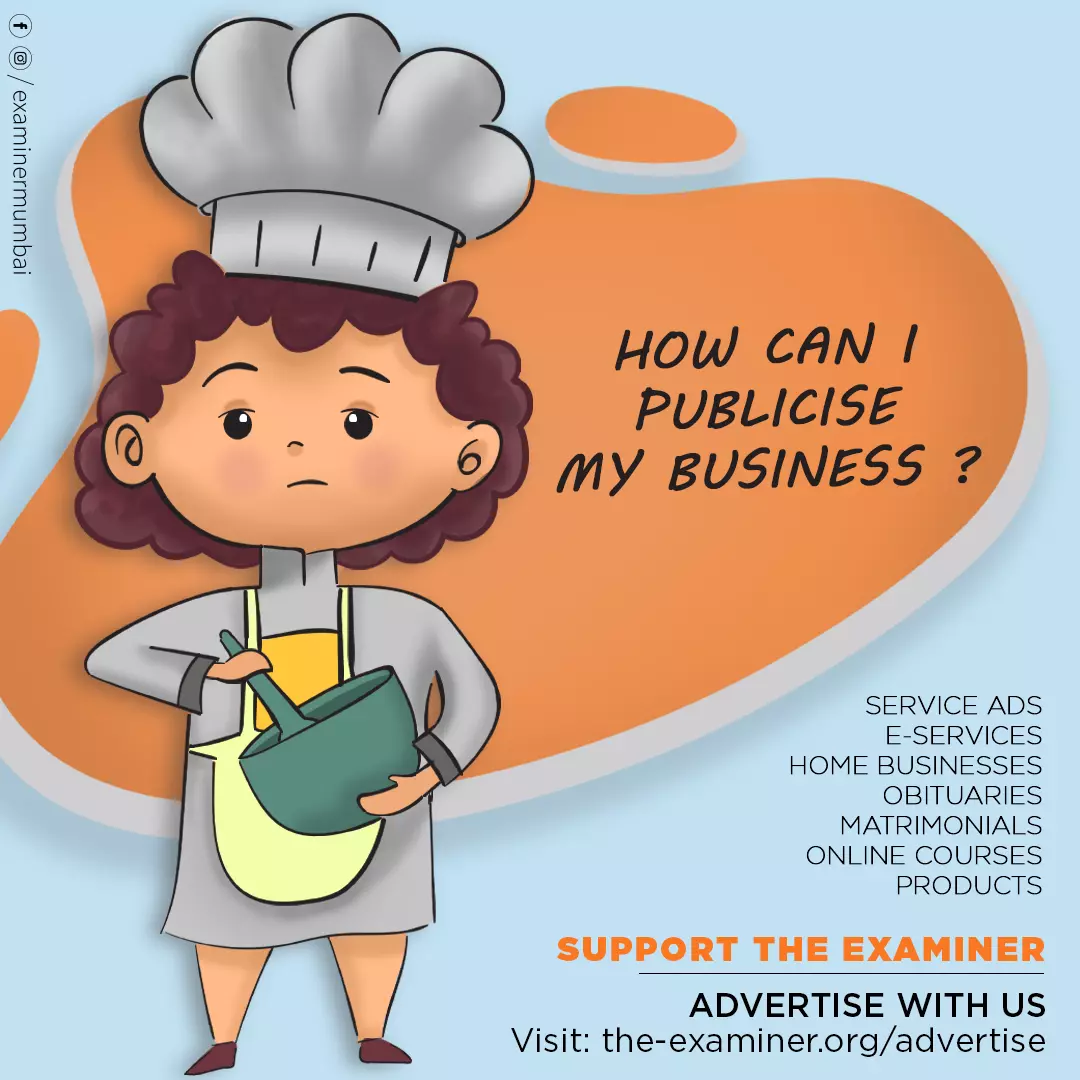 /examinermumbai
HOW CAN I
PUBLICISE
MY BUSINESS ?
SERVICE ADS
E-SERVICES
HOME BUSINESSES
OBITUARIES
MATRIMONIALS
ONLINE COURSES
PRODUCTS
SUPPORT THE EXAMINER
ADVERTISE WITH US
Visit: the-examiner.org/advertise